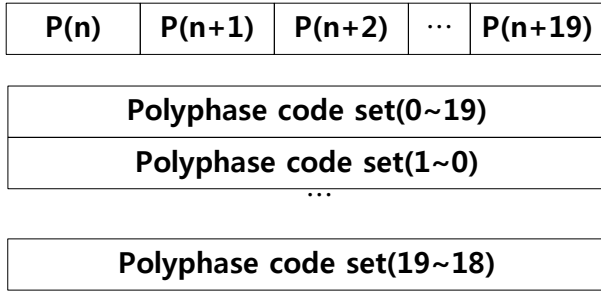 P(n) P(n+1) P(n+2) ⋯ P(n+19)
Polyphase code set(0~19)
Polyphase code set(1~0)
⋯
Polyphase code set(19~18)